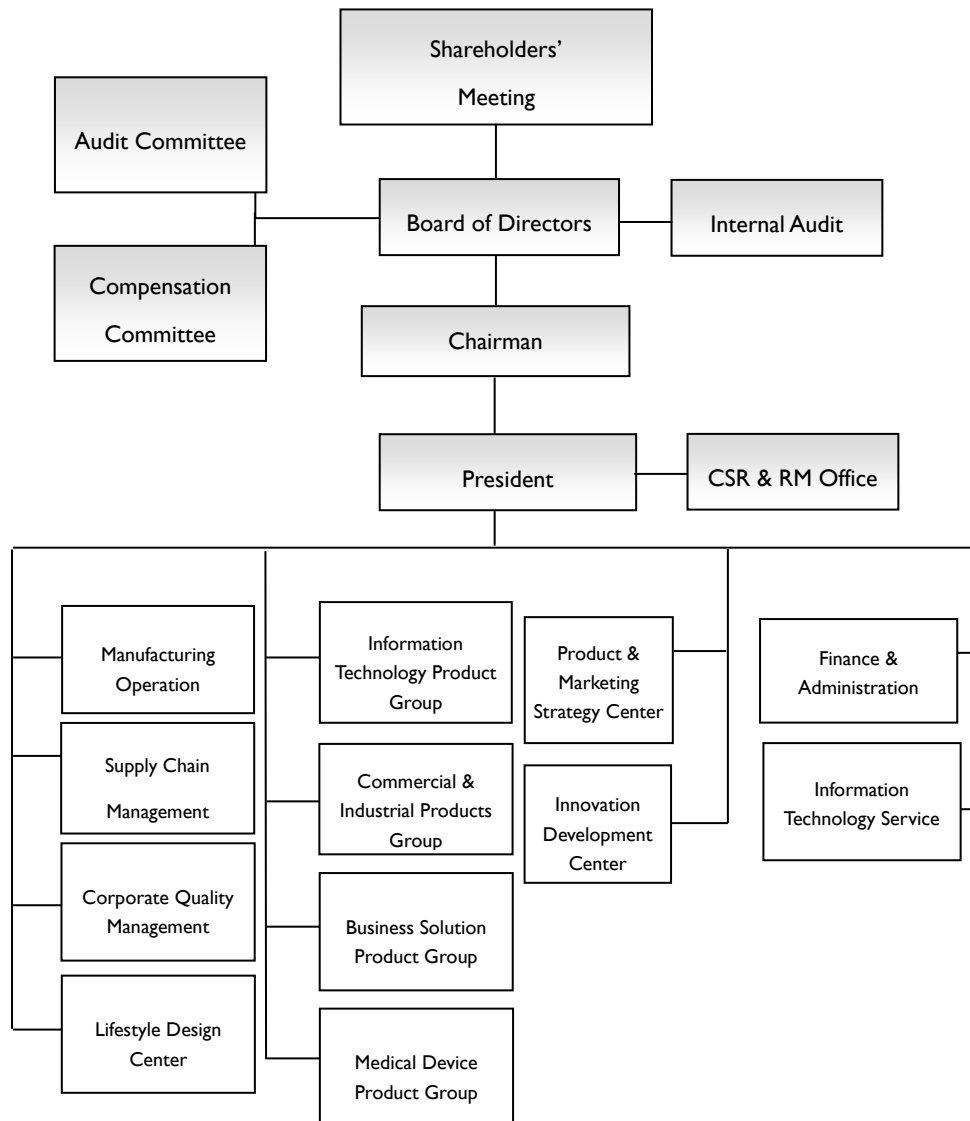 Shareholders’
Meeting
Audit Committee
Board of Directors
Internal Audit
Compensation
Committee
Chairman
President
CSR & RM Office
Manufacturing
Operation
Supply Chain
Management
Corporate Quality
Management
Lifestyle Design
Center
Information
Technology Product
Group
Commercial &
Industrial Products
Group
Business Solution
Product Group
Medical Device
Product Group
Product &
Marketing
Strategy Center
Innovation
Development
Center
Finance &
Administration
Information
Technology Service